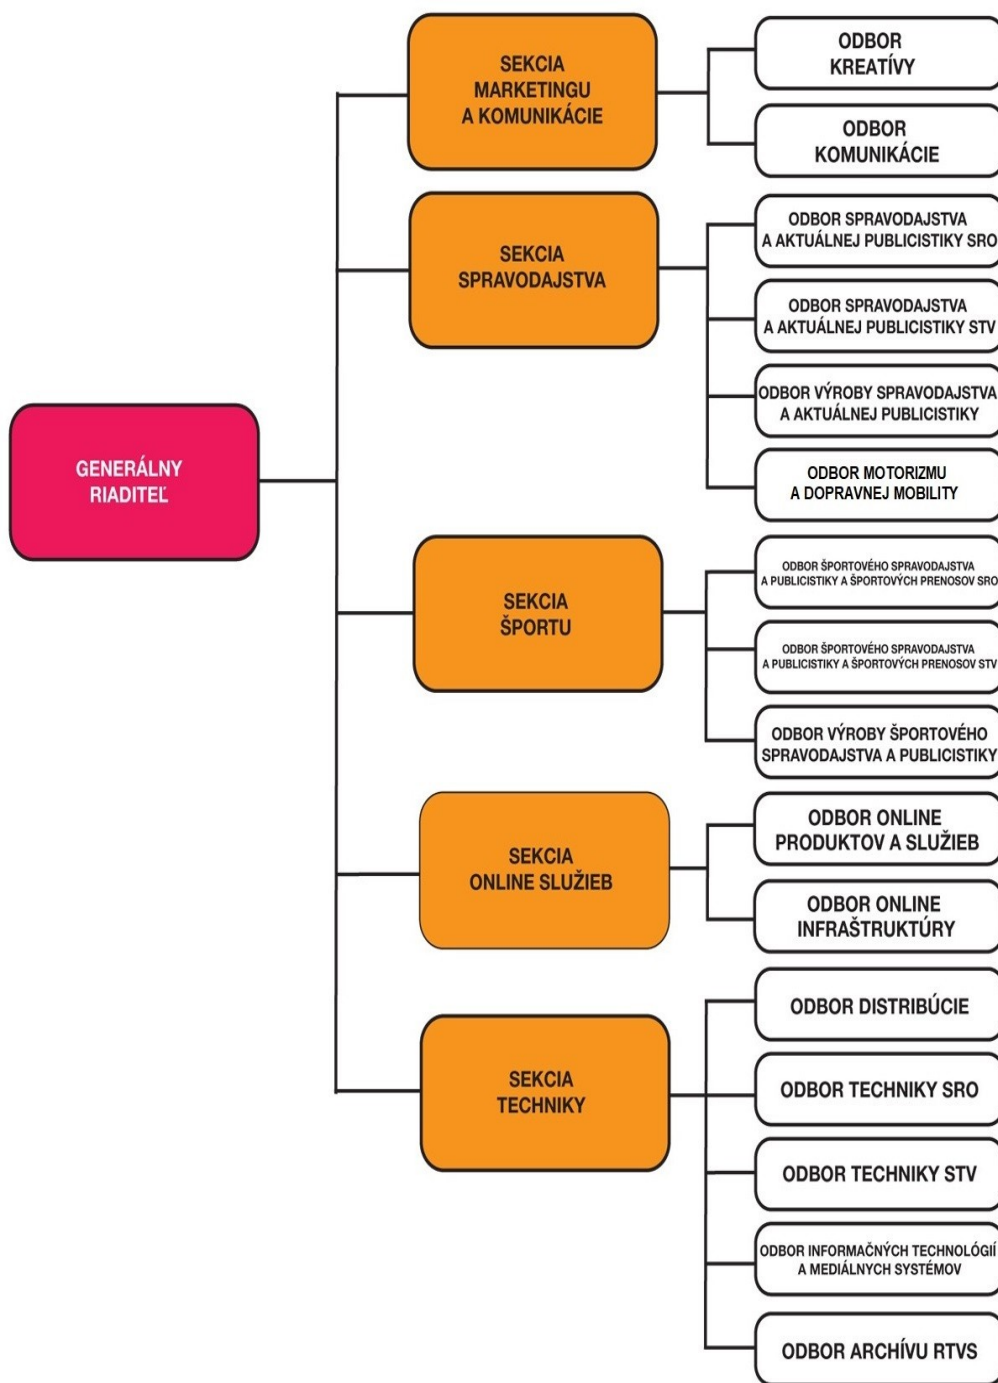 GENERÁLNY
RIADITEĽ
SEKCIA
MARKETINGU
A KOMUNIKÁCIE
ODBOR
KREATÍVY
ODBOR
KOMUNIKÁCIE
SEKCIA
SPRAVODAJSTVA
ODBOR SPRAVODAJSTVA
A AKTUÁLNEJ PUBLICISTIKY SRO
ODBOR SPRAVODAJSTVA
A AKTUÁLNEJ PUBLICISTIKY STV
ODBOR VÝROBY SPRAVODAJSTVA
A AKTUÁLNEJ PUBLICISTIKY
ODBOR MOTORIZMU
A DOPRAVNEJ MOBILITY
SEKCIA
ŠPORTU
ODBOR ŠPORTOVÉHO SPRAVODAJSTVA
A PUBLICISTIKY A ŠPORTOVÝCH PRENOSOV SRO
ODBOR ŠPORTOVÉHO SPRAVODAJSTVA
A PUBLICISTIKY A ŠPORTOVÝCH PRENOSOV STV
ODBOR VÝROBY ŠPORTOVÉHO
SPRAVODAJSTVA A PUBLICISTIKY
SEKCIA
ONLINE SLUŽIEB
ODBOR ONLINE
PRODUKTOV A SLUŽIEB
ODBOR ONLINE
INFRAŠTRUKTÚRY
SEKCIA
TECHNIKY
ODBOR DISTRIBÚCIE
ODBOR TECHNIKY SRO
ODBOR TECHNIKY STV
ODBOR INFORMAČNÝCH TECHNOLÓGIÍ
A MEDIÁLNYCH SYSTÉMOV
ODBOR ARCHÍVU RTVS